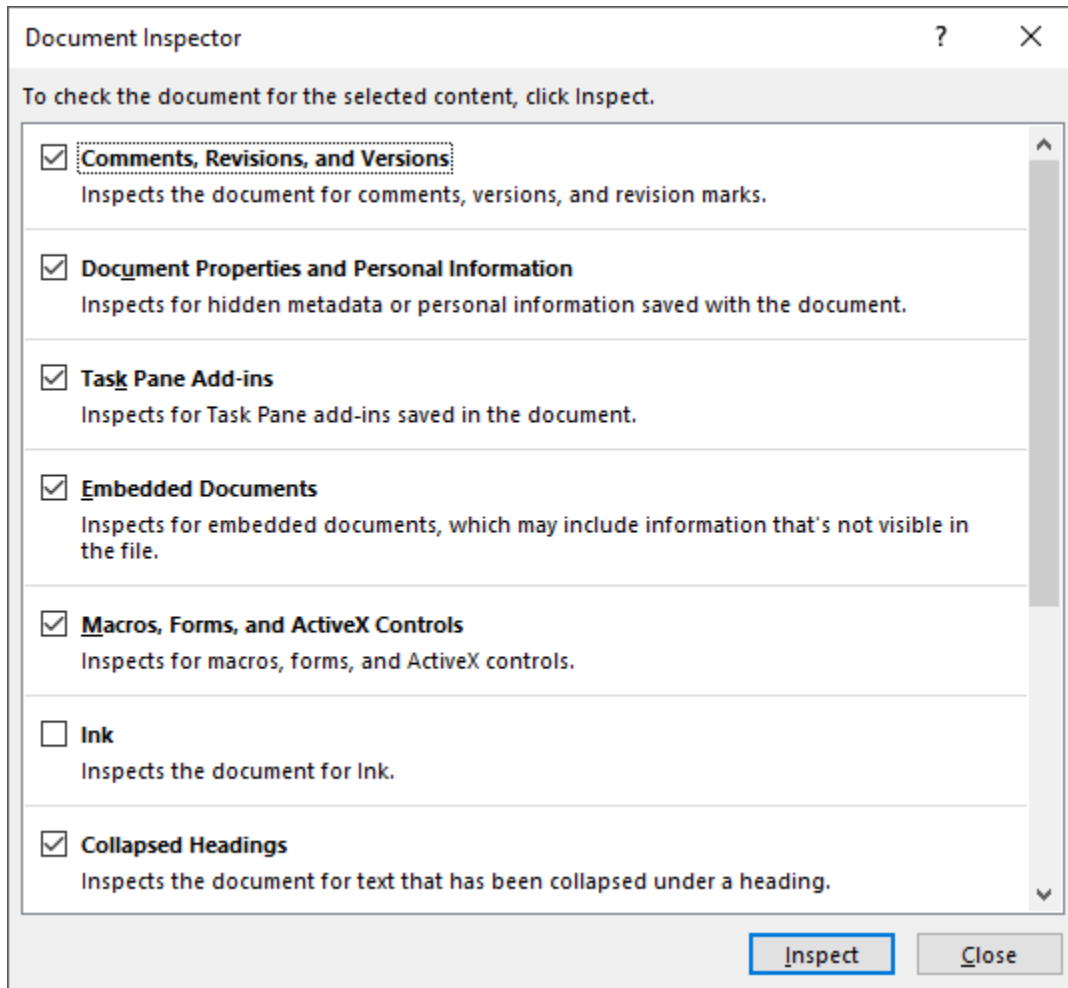 Document Inspector ?
To check the document for the selected content, click Inspect.
Comments, Revisions, and Versions
Inspects the document for comments, versions, and revision marks.
Document Properties and Personal Information
Inspects for hidden metadata or personal information saved with the document.
Task Pane Add-ins
Inspects for Task Pane add-ins saved in the document.
Embedded Documents
Inspects for embedded documents, which may include information that's not visible in
the file.
Macros, Forms, and ActiveX Controls
Inspects for macros, forms, and ActiveX controls.
Ink
Inspects the document for Ink.
Collapsed Headings
Inspects the document for text that has been collapsed under a heading.
Inspect Close